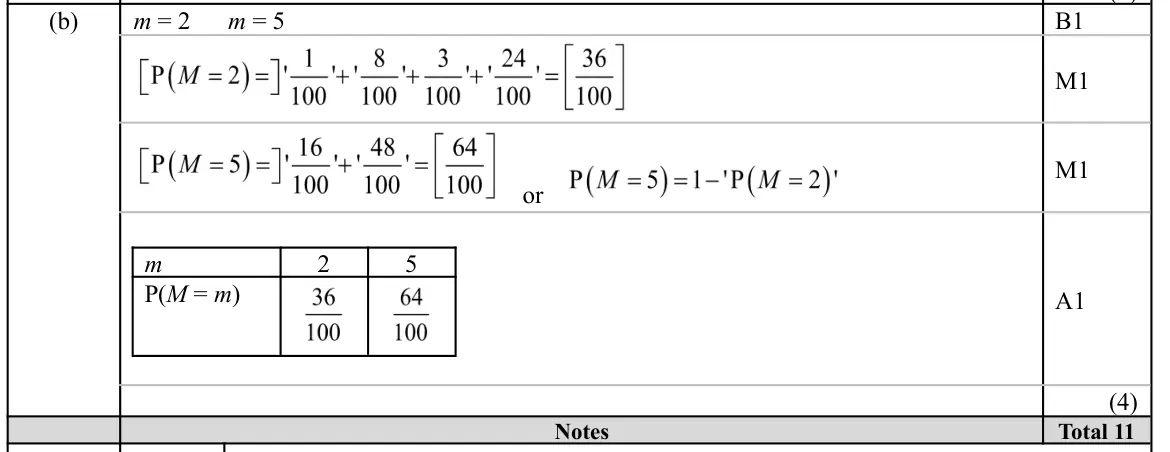 (b) m = 2 m = 5 B1
[P(M = 2) =] ' 1/100 ' + ' 8/100 ' + ' 3/100 ' + ' 24/100 ' = [36/100] M1
[P(M = 5) =] ' 16/100 ' + ' 48/100 ' = [64/100] or P(M = 5) = 1 − 'P(M = 2)' M1
m 2 5
P(M = m) 36/100 64/100 A1
(4)
Notes Total 11